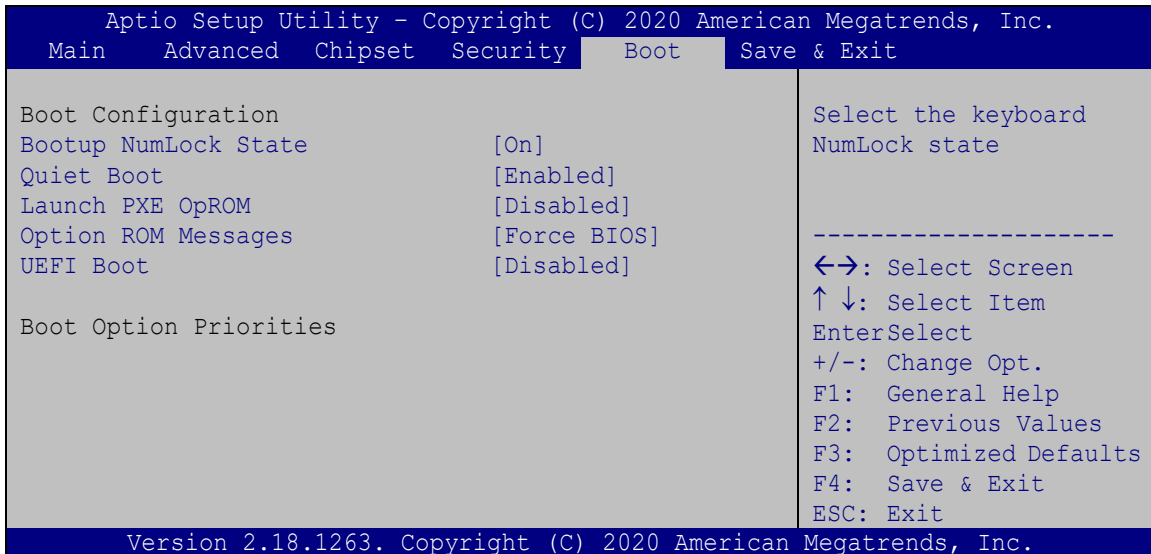 Aptio Setup Utility – Copyright (C) 2020 American Megatrends, Inc.
Main Advanced Chipset Security Boot Save & Exit
Boot Configuration
Bootup NumLock State [On]
Quiet Boot [Enabled]
Launch PXE OpROM [Disabled]
Option ROM Messages [Force BIOS]
UEFI Boot [Disabled]
Boot Option Priorities
Select the keyboard
NumLock state
---------------------
←→: Select Screen
↑ ↓: Select Item
EnterSelect
+/-: Change Opt.
F1: General Help
F2: Previous Values
F3: Optimized Defaults
F4: Save & Exit
ESC: Exit
Version 2.18.1263. Copyright (C) 2020 American Megatrends, Inc.